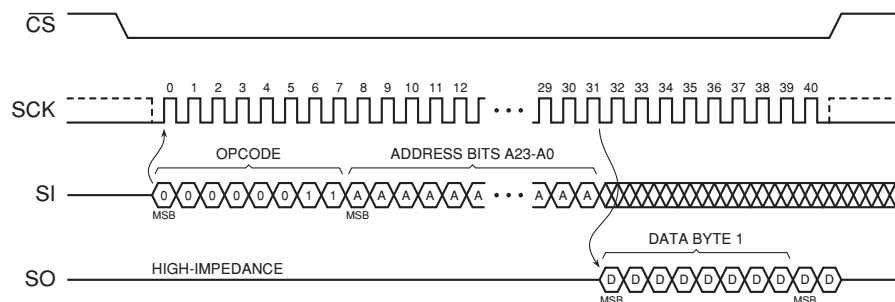 CS
SCK 0 1 2 3 4 5 6 7 8 9 10 11 12 29 30 31 32 33 34 35 36 37 38 39 40
OPCODE ADDRESS BITS A23-A0
SI 0 0 0 0 0 0 1 1 A A A A A A A A A
MSB MSB
DATA BYTE 1
SO HIGH-IMPEDANCE D D D D D D D D D D
MSB MSB